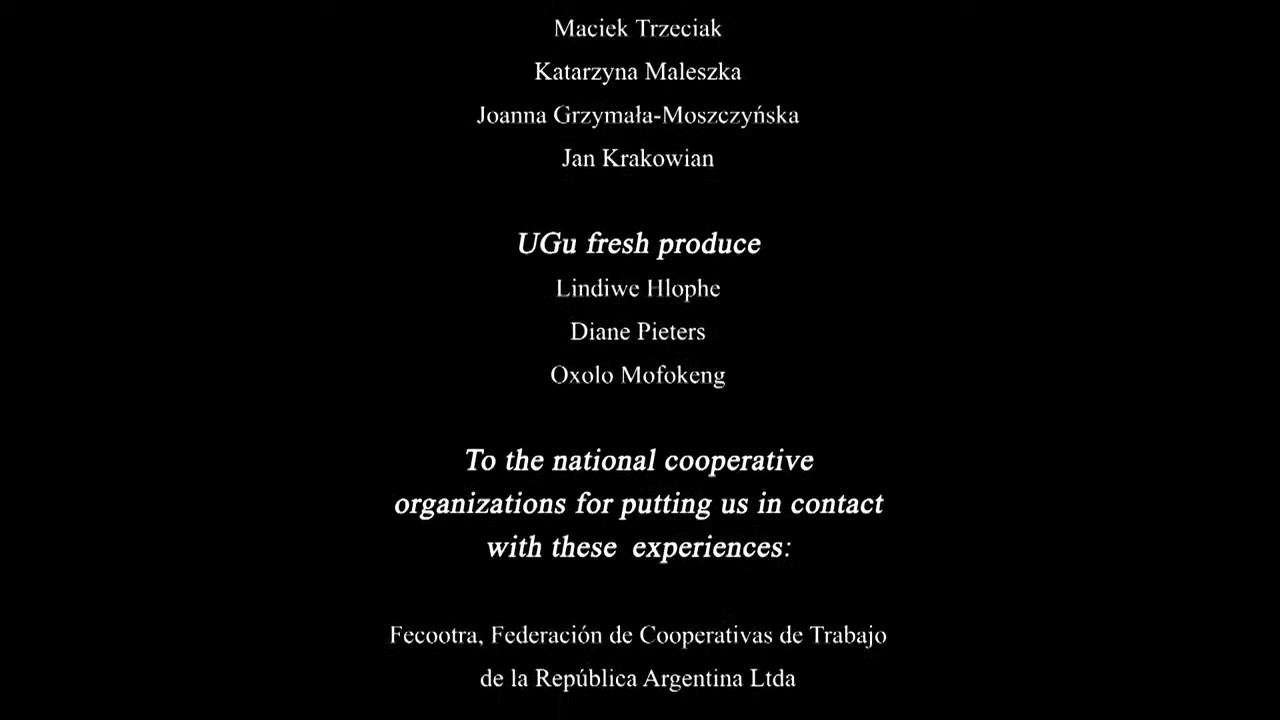 Maciek Trzeciak
Katarzyna Maleszka
Joanna Grzymała-Moszczyńska
Jan Krakowian
UGu fresh produce
Lindiwe Hlophe
Diane Pieters
Oxolo Mofokeng
To the national cooperative
organizations for putting us in contact
with these experiences:
Fecootra, Federación de Cooperativas de Trabajo
de la República Argentina Ltda